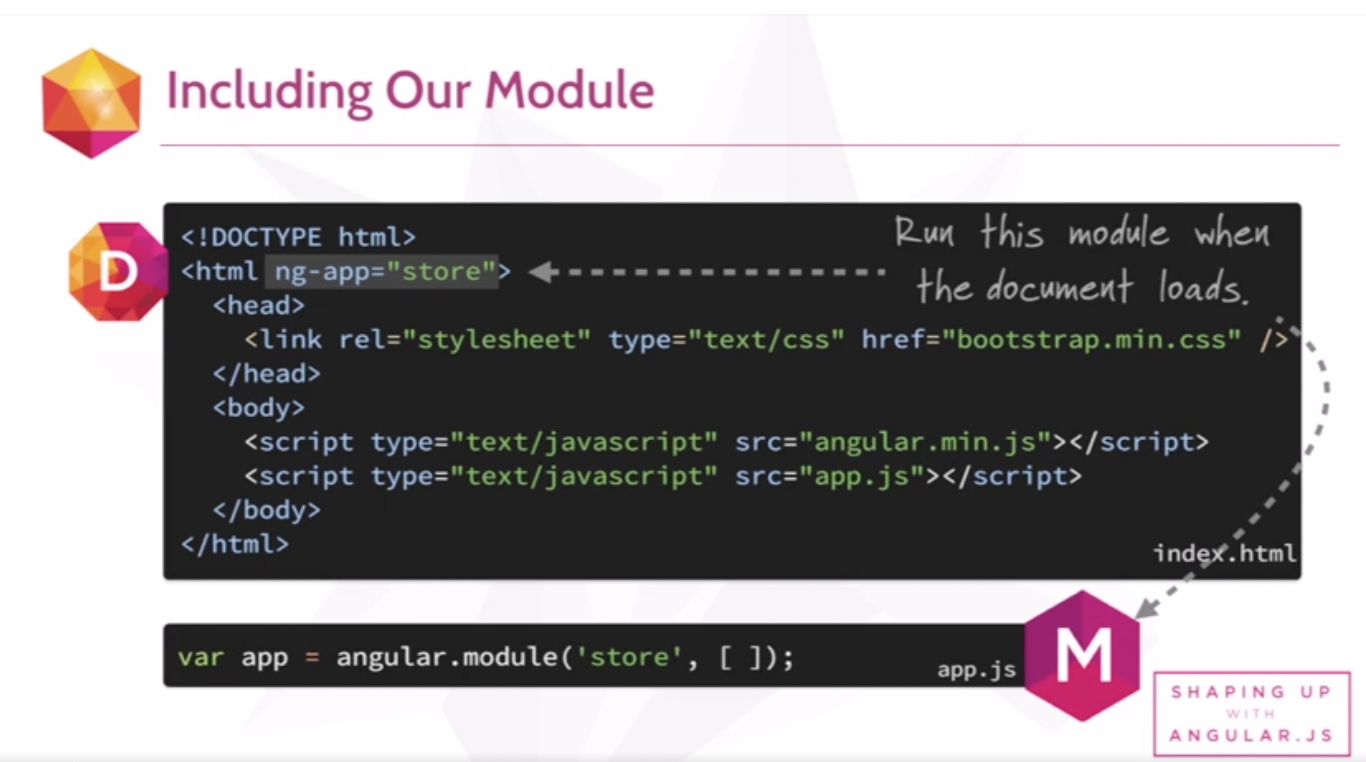 Including Our Module
D
<!DOCTYPE html>
<html ng-app="store">
Run this module when
the document loads.
  <head>
    <link rel="stylesheet" type="text/css" href="bootstrap.min.css" />
  </head>
  <body>
    <script type="text/javascript" src="angular.min.js"></script>
    <script type="text/javascript" src="app.js"></script>
  </body>
</html>
index.html
var app = angular.module('store', [ ]);
app.js
M
SHAPING UP
WITH
ANGULAR.JS